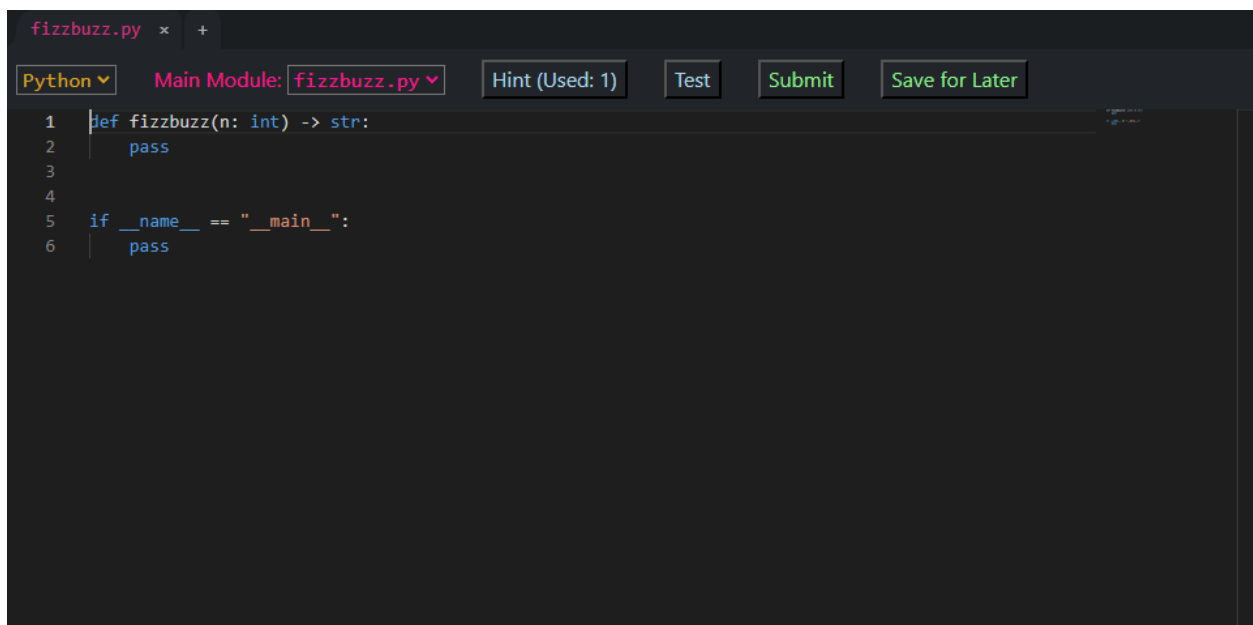 fizzbuzz.py × +
Python Main Module: fizzbuzz.py Hint (Used: 1) Test Submit Save for Later
1 def fizzbuzz(n: int) -> str:
2     pass
3
4
5 if __name__ == "__main__":
6     pass